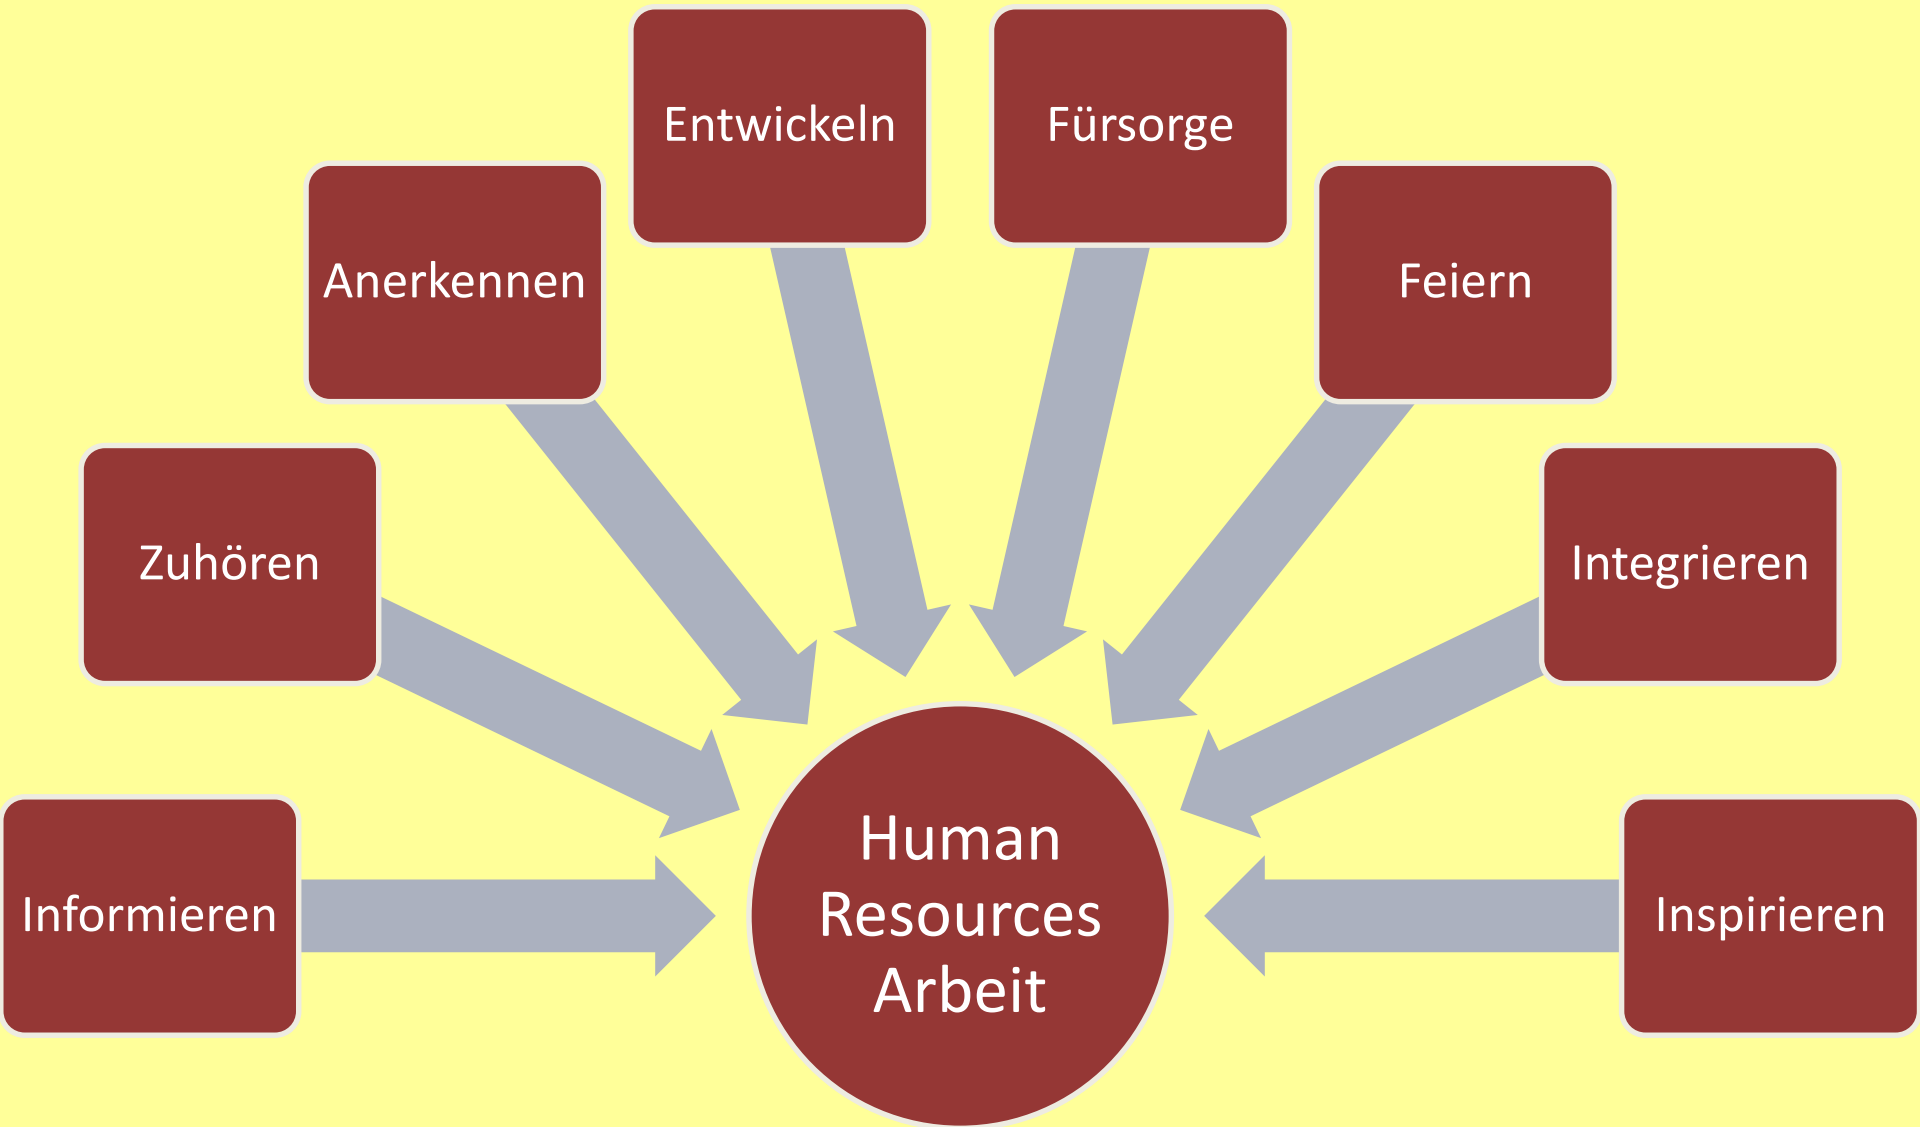 Informieren
Zuhören
Anerkennen
Entwickeln
Fürsorge
Feiern
Integrieren
Inspirieren
Human
Resources
Arbeit